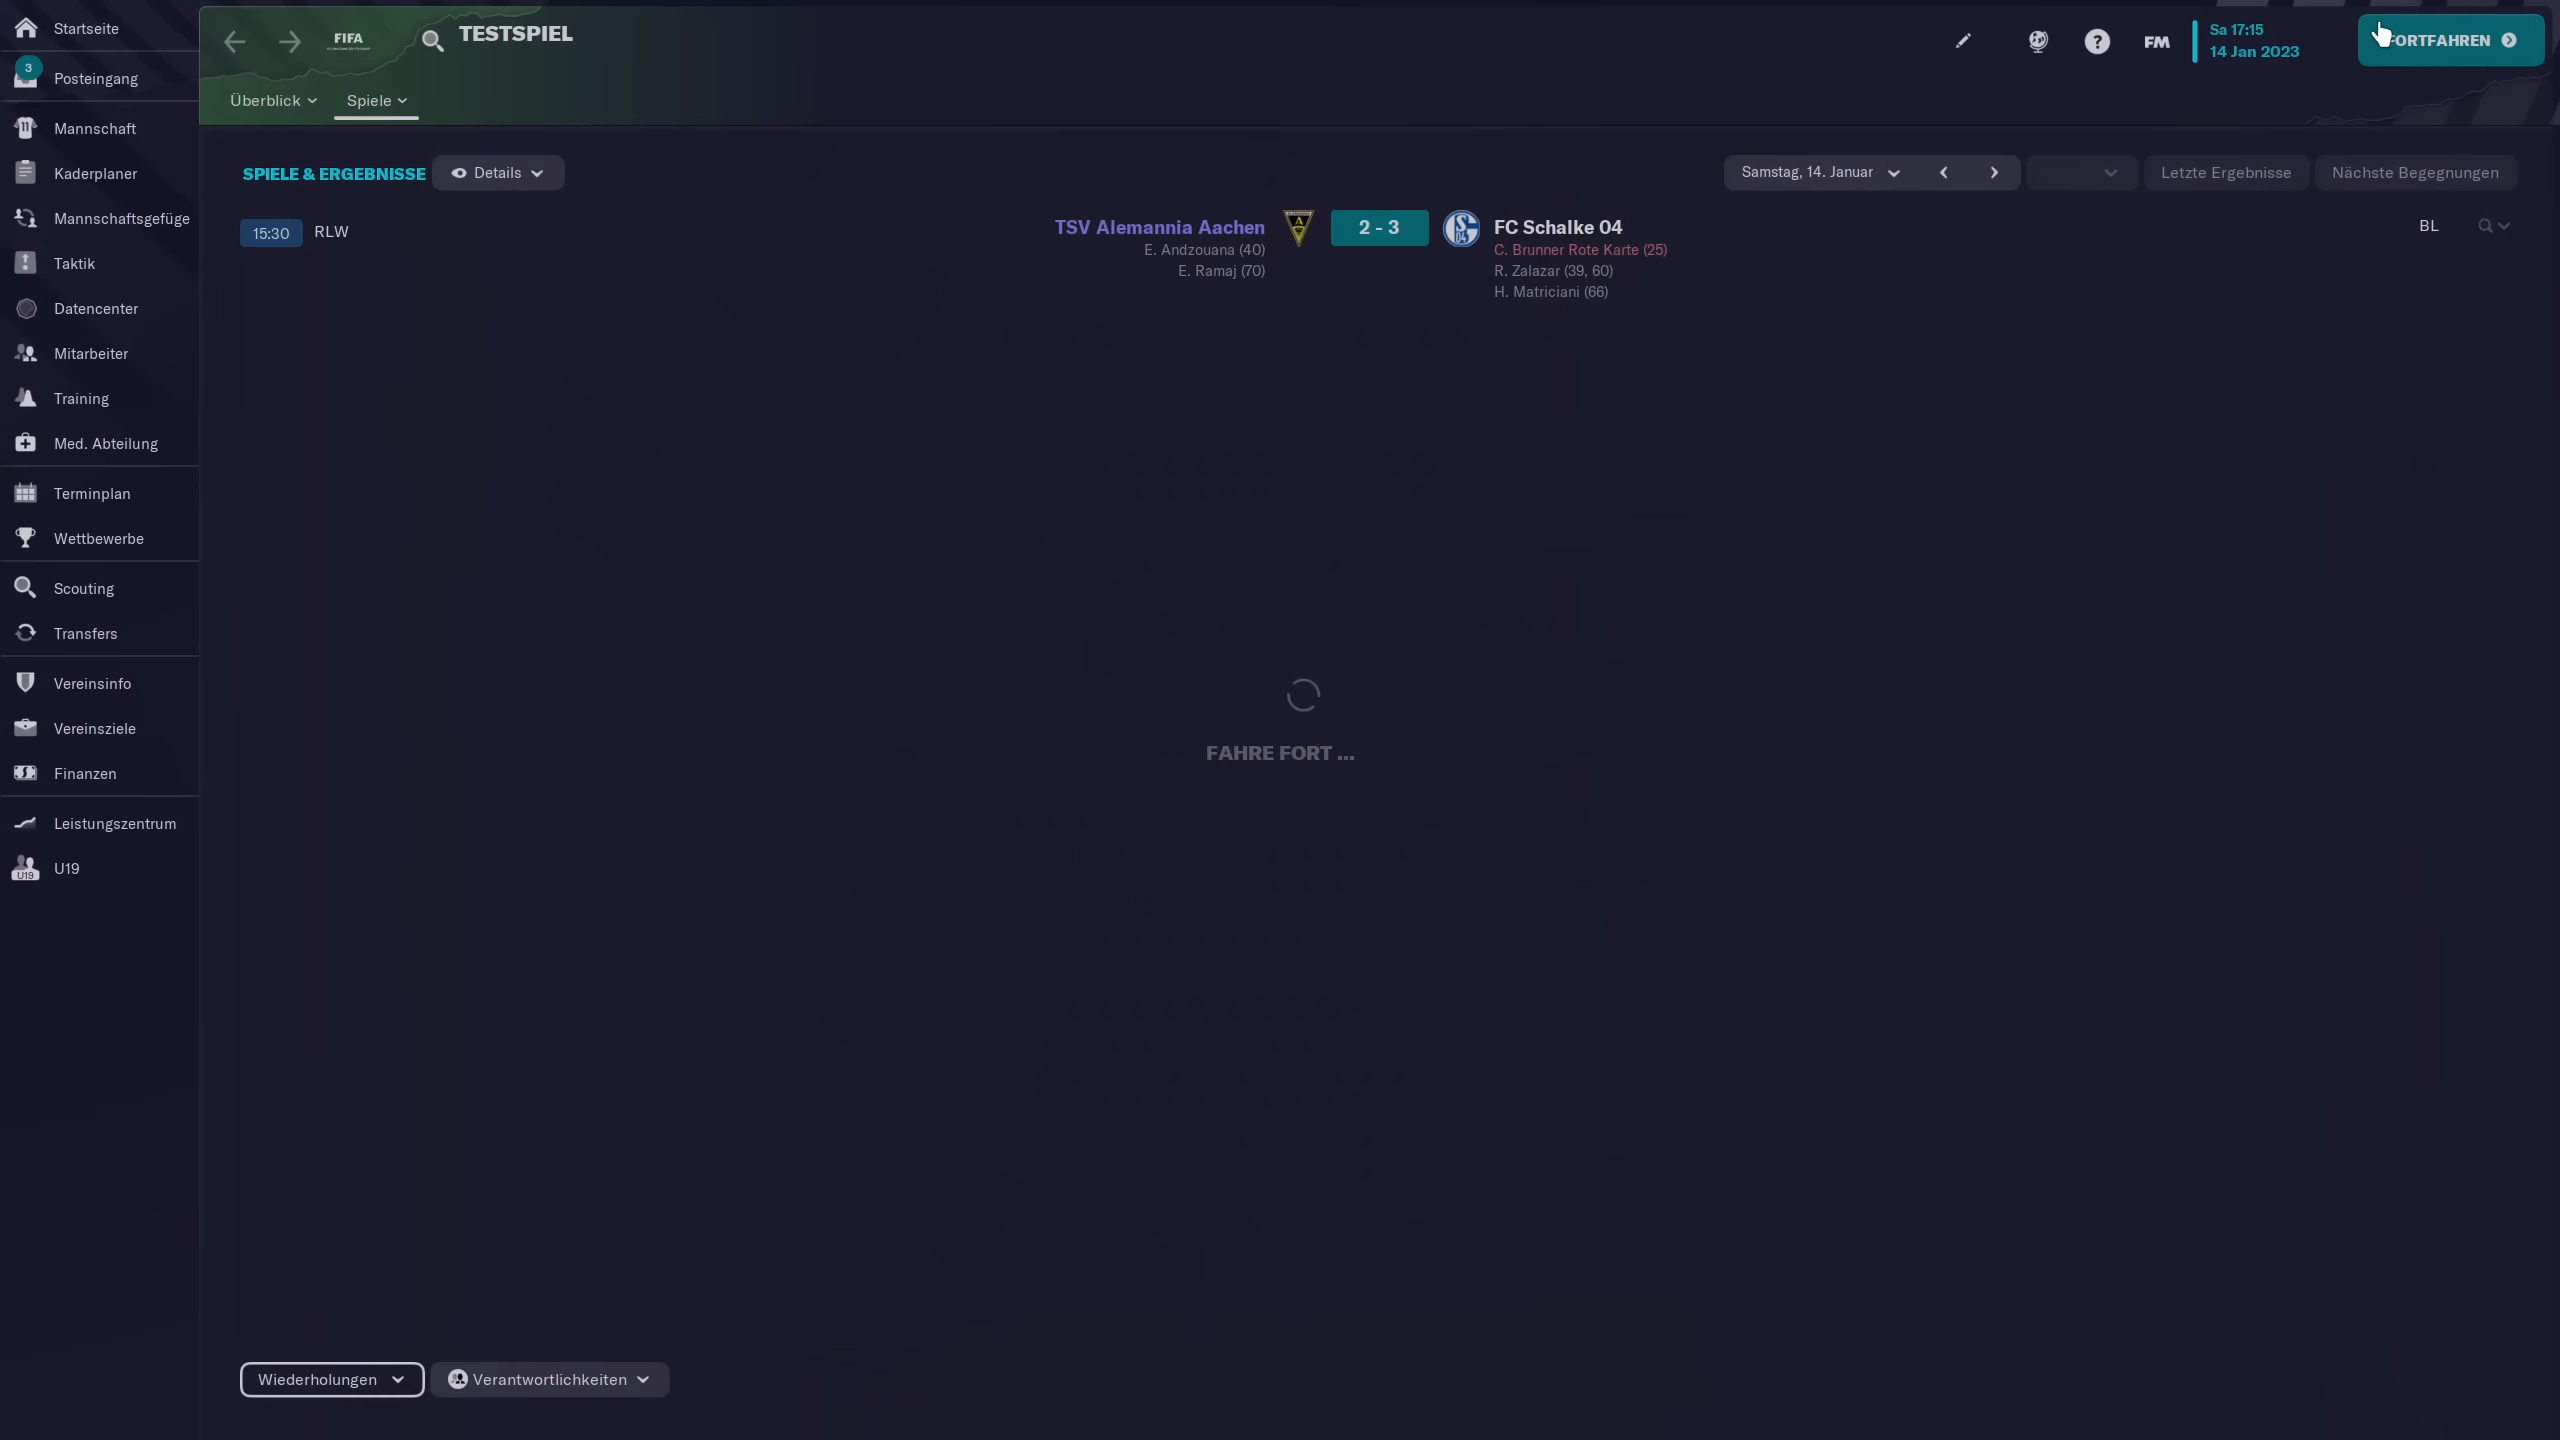 Startseite
3
Posteingang
11
Mannschaft
Kaderplaner
Mannschaftsgefüge
Taktik
Datencenter
Mitarbeiter
Training
Med. Abteilung
Terminplan
Wettbewerbe
Scouting
Transfers
Vereinsinfo
Vereinsziele
Finanzen
Leistungszentrum
U19
U19
FIFA
TESTSPIEL
?
FM
Sa 17:15
14 Jan 2023
ORTFAHREN
Überblick
Spiele
SPIELE & ERGEBNISSE
Details
Samstag, 14. Januar
Letzte Ergebnisse
Nächste Begegnungen
15:30 RLW
TSV Alemannia Aachen
2 - 3
FC Schalke 04
BL
E. Andzouana (40)
E. Ramaj (70)
C. Brunner Rote Karte (25)
R. Zalazar (39, 60)
H. Matriciani (66)
FAHRE FORT ...
Wiederholungen
Verantwortlichkeiten